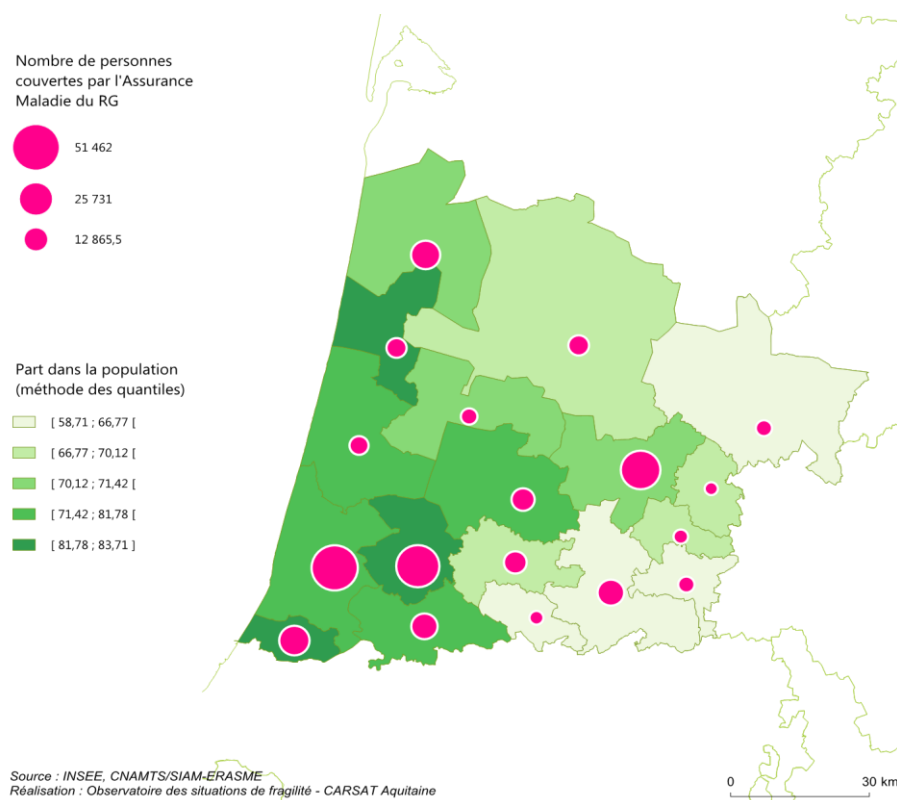 Nombre de personnes
couvertes par l'Assurance
Maladie du RG
51 462
25 731
12 865,5
Part dans la population
(méthode des quantiles)
[ 58,71 ; 66,77 [
[ 66,77 ; 70,12 [
[ 70,12 ; 71,42 [
[ 71,42 ; 81,78 [
[ 81,78 ; 83,71 ]
Source : INSEE, CNAMTS/SIAM-ERASME
Réalisation : Observatoire des situations de fragilité - CARSAT Aquitaine
0 30 km